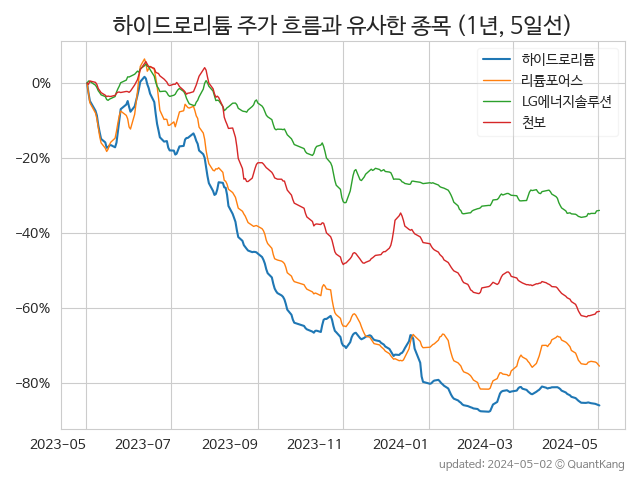 하이드로리튬 주가 흐름과 유사한 종목 (1년, 5일선)
하이드로리튬
리튬포어스
LG에너지솔루션
천보
0%
−20%
−40%
−60%
−80%
2023-05 2023-07 2023-09 2023-11 2024-01 2024-03 2024-05
updated: 2024-05-02 © QuantKang